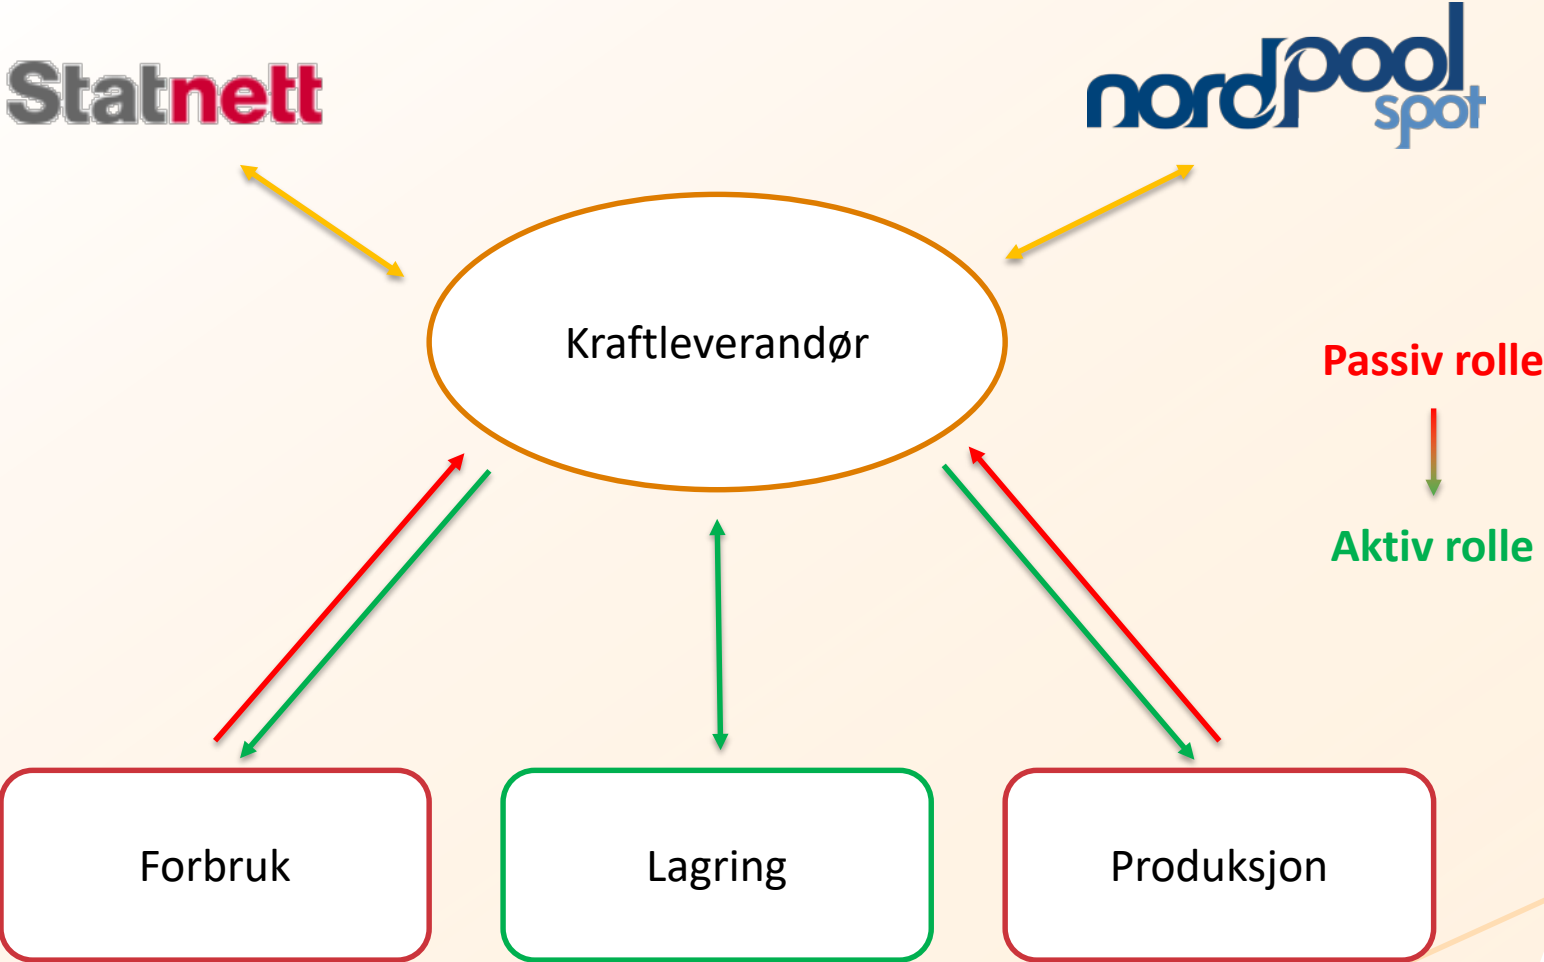 Statnett
nordpool
spot
Kraftleverandør
Passiv rolle
Aktiv rolle
Forbruk
Lagring
Produksjon